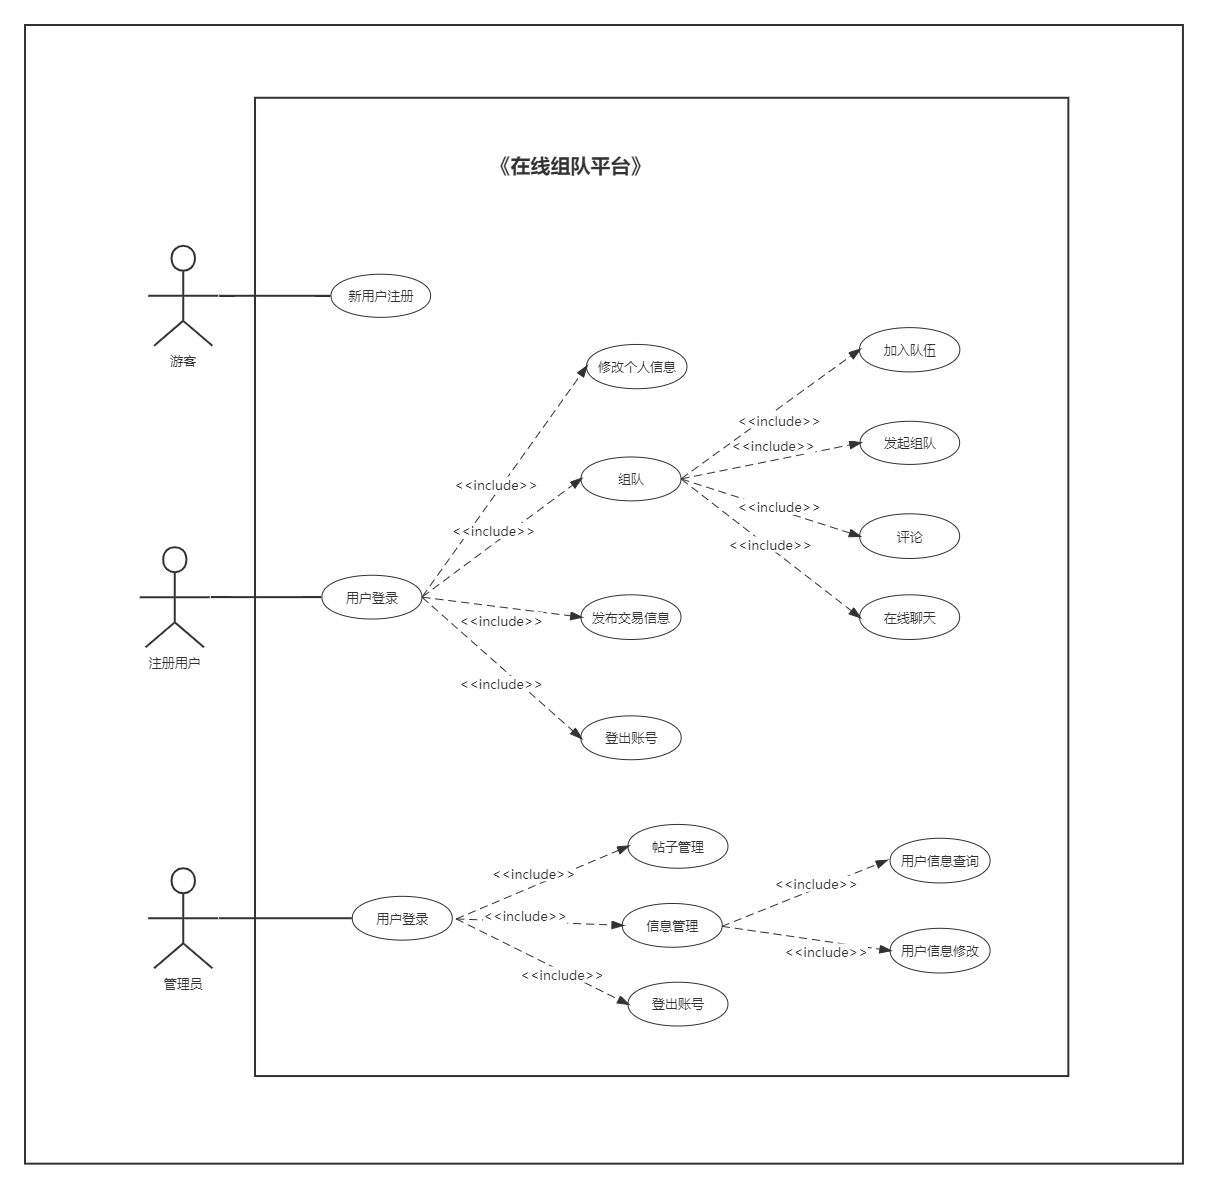 《在线组队平台》
新用户注册
游客
修改个人信息
加入队伍
<<include>>
<<include>>
发起组队
组队
<<include>>
<<include>>
评论
<<include>>
<<include>>
用户登录
发布交易信息
在线聊天
<<include>>
注册用户
<<include>>
登出账号
帖子管理
用户信息查询
<<include>>
<<include>>
用户登录
<<include>>
信息管理
用户信息修改
<<include>>
管理员
<<include>>
登出账号